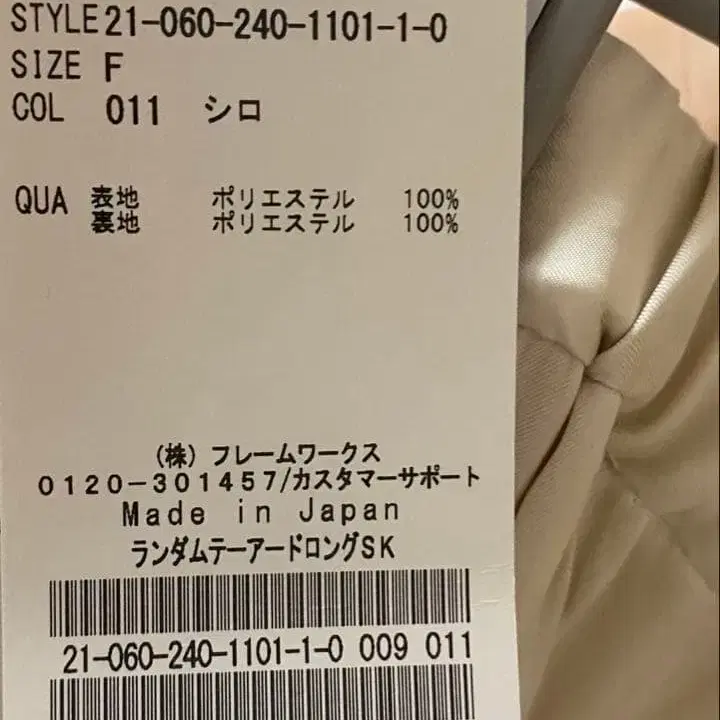 STYLE 21-060-240-1101-1-0
SIZE F
COL 011 シロ
QUA 表地 ポリエステル 100%
裏地 ポリエステル 100%
(株) フレームワークス
0120-301457/カスタマーサポート
Made in Japan
ランダムテーアードロングSK
21-060-240-1101-1-0 009 011